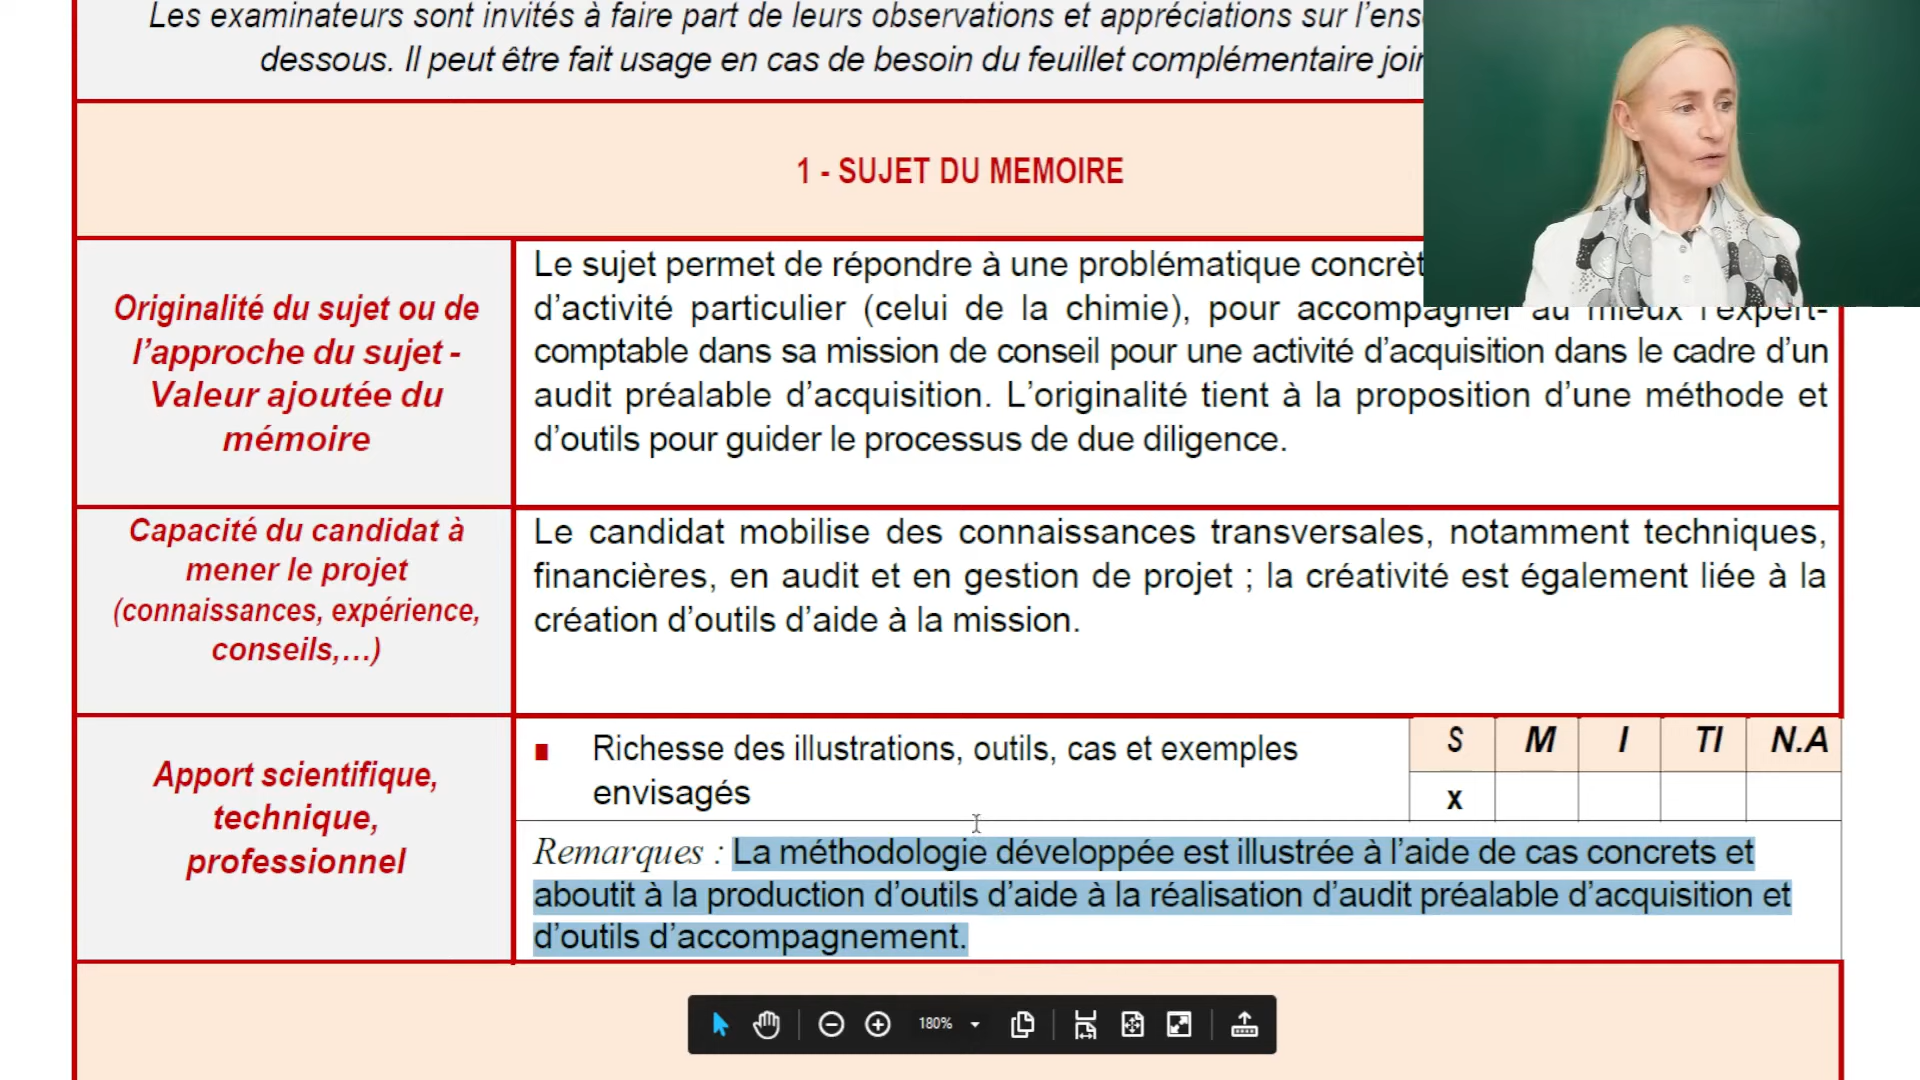 Les examinateurs sont invités à faire part de leurs observations et appréciations sur l'ens
dessous. Il peut être fait usage en cas de besoin du feuillet complémentaire join
1 - SUJET DU MEMOIRE
Originalité du sujet ou de
l'approche du sujet -
Valeur ajoutée du
mémoire
Le sujet permet de répondre à une problématique concrèt
d'activité particulier (celui de la chimie), pour accompagner au mieux l'expert-
comptable dans sa mission de conseil pour une activité d'acquisition dans le cadre d'un
audit préalable d'acquisition. L'originalité tient à la proposition d'une méthode et
d'outils pour guider le processus de due diligence.
Capacité du candidat à
mener le projet
(connaissances, expérience,
conseils,…)
Le candidat mobilise des connaissances transversales, notamment techniques,
financières, en audit et en gestion de projet ; la créativité est également liée à la
création d'outils d'aide à la mission.
Apport scientifique,
technique,
professionnel
Richesse des illustrations, outils, cas et exemples
envisagés
S M I TI N.A
x
Remarques : La méthodologie développée est illustrée à l'aide de cas concrets et
aboutit à la production d'outils d'aide à la réalisation d'audit préalable d'acquisition et
d'outils d'accompagnement.
180%